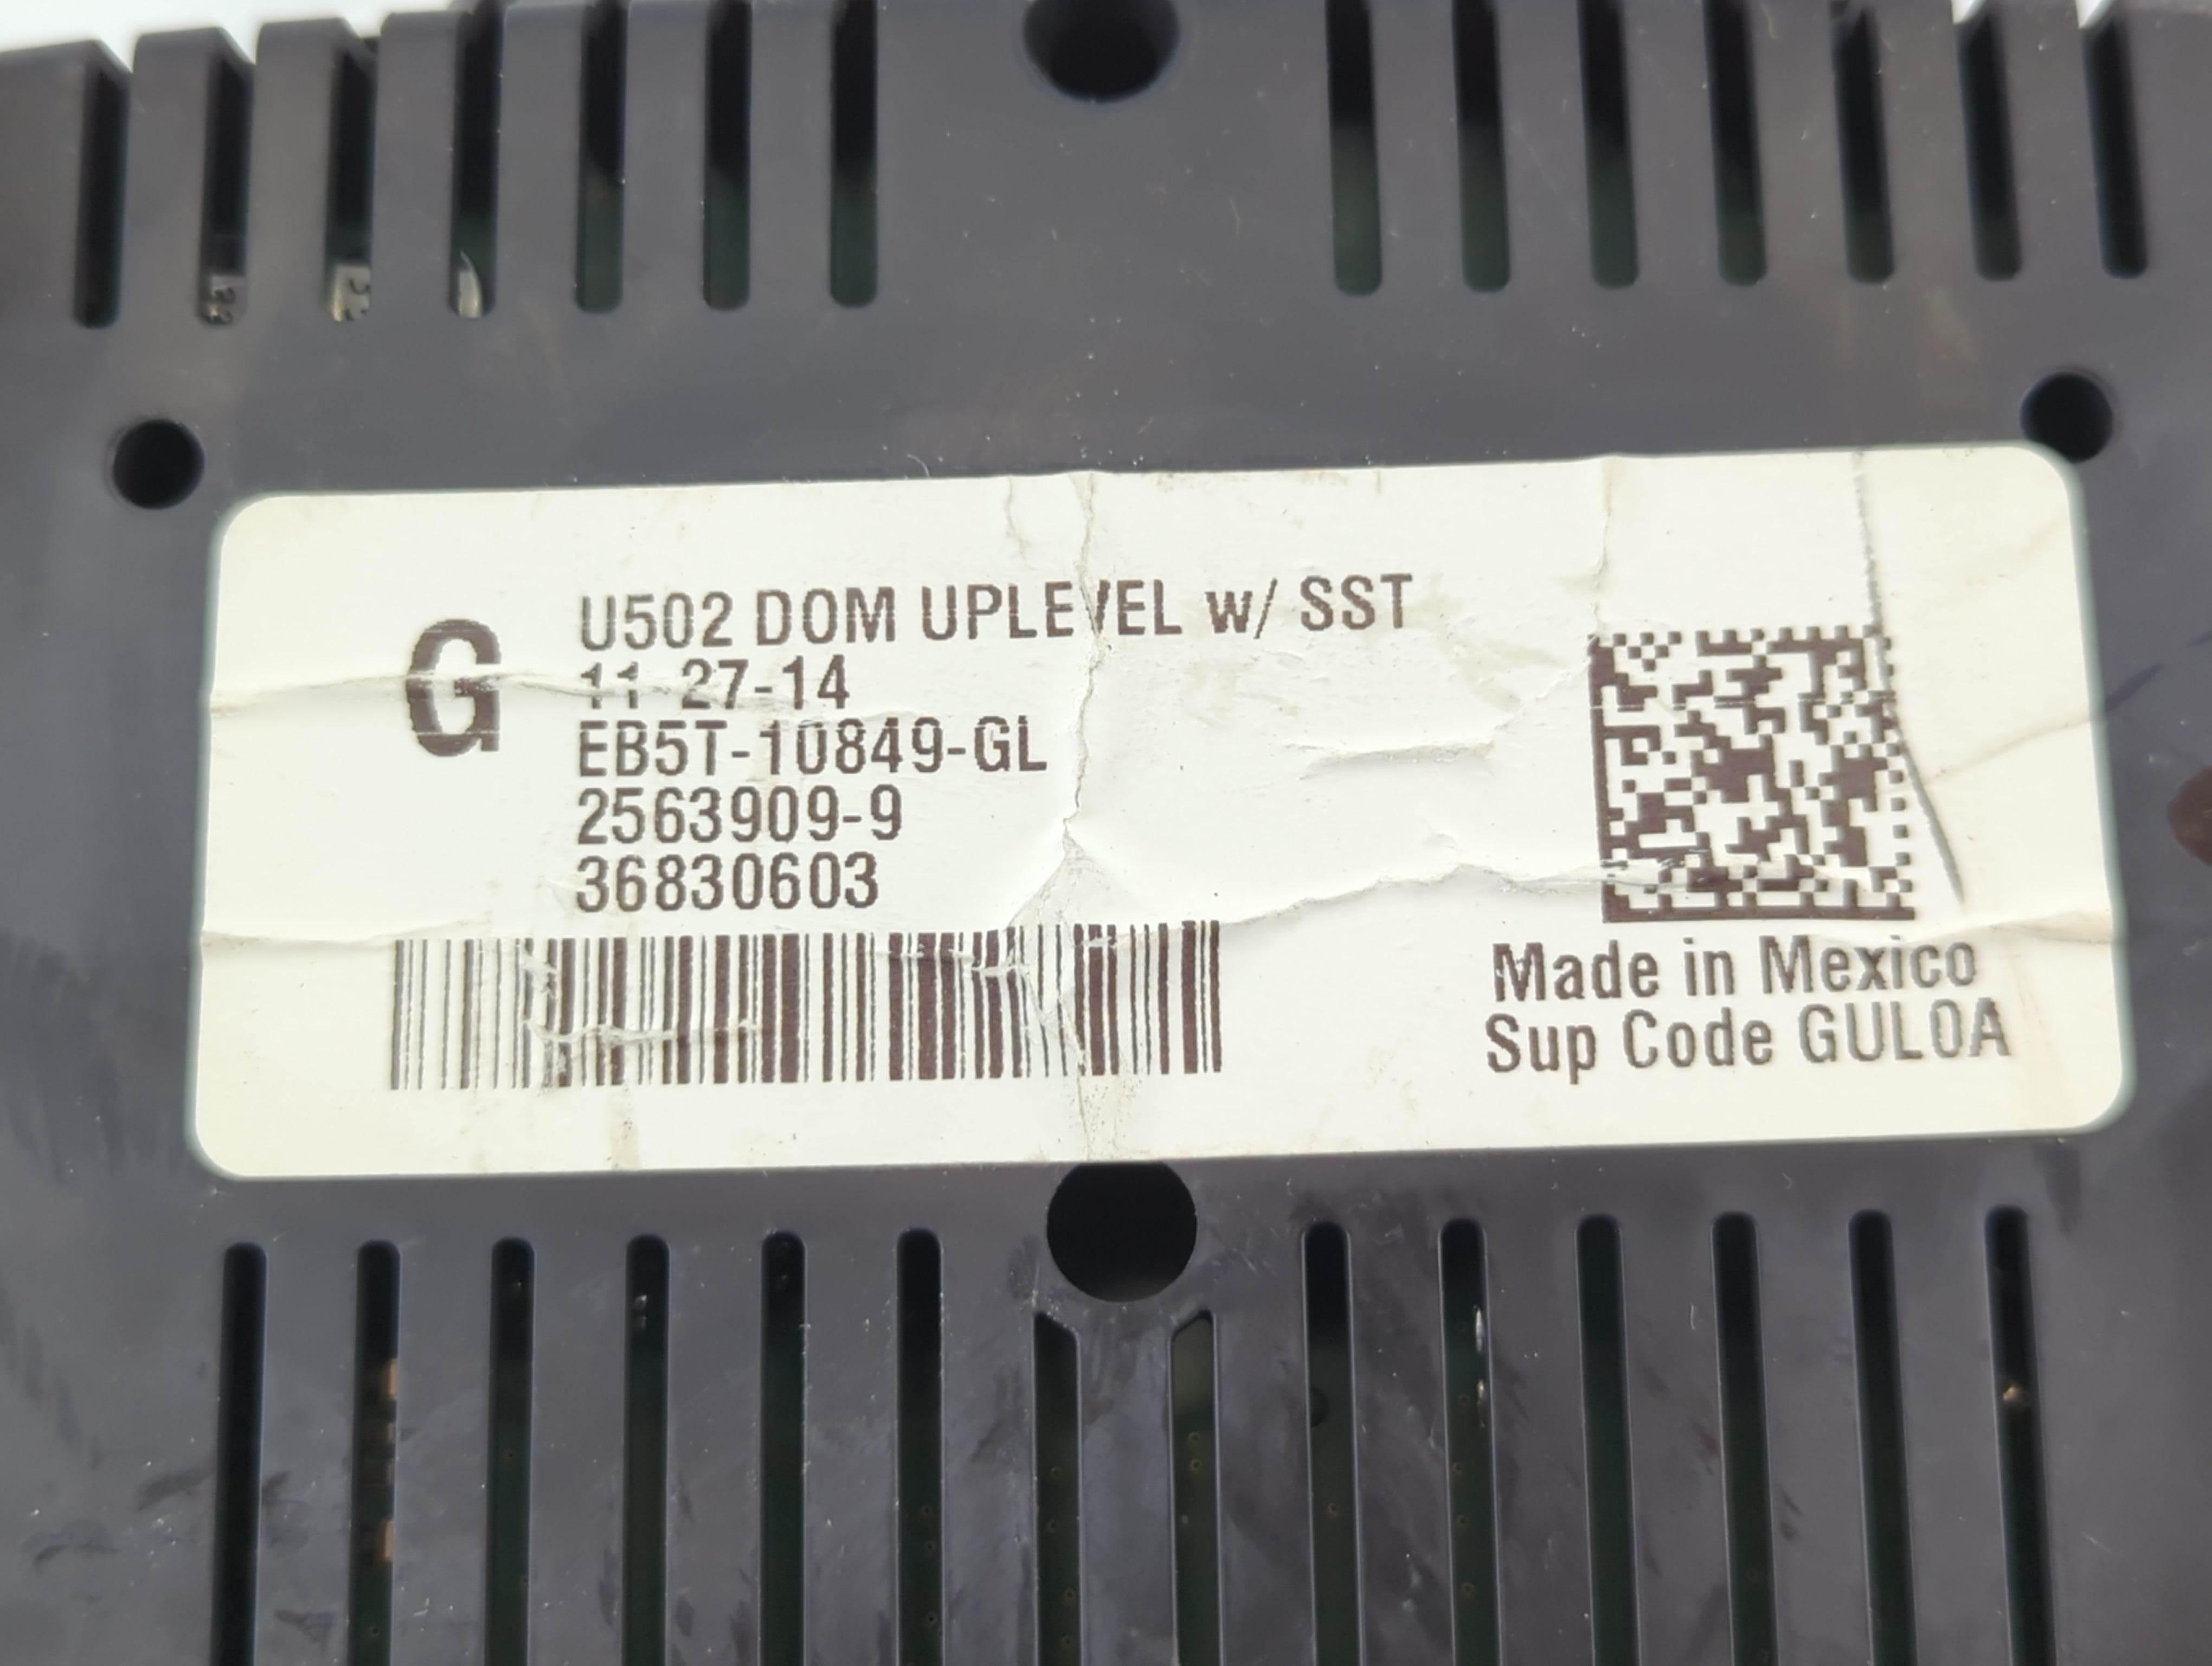 G
U502 DOM UPLEVEL w/ SST
11-27-14
EB5T-10849-GL
2563909-9
36830603
Made in Mexico
Sup Code GUL0A